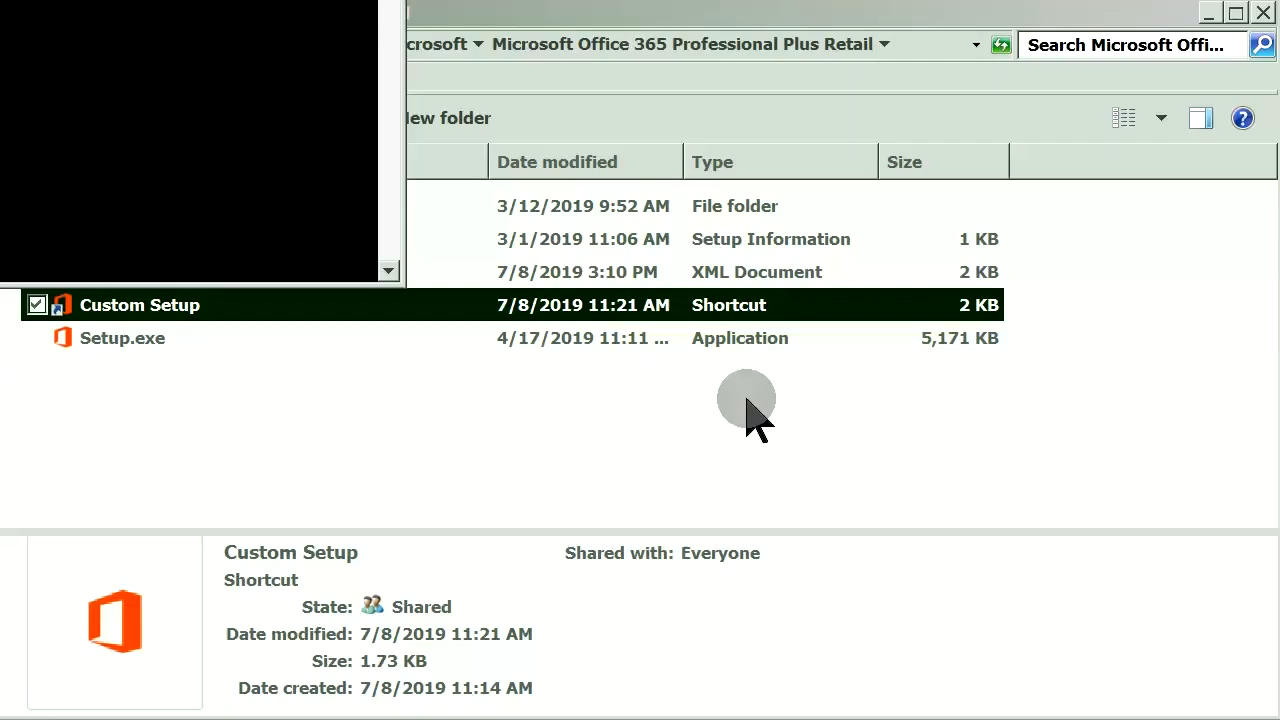 crosoft Microsoft Office 365 Professional Plus Retail Search Microsoft Offi...
ew folder
Date modified Type Size
3/12/2019 9:52 AM File folder
3/1/2019 11:06 AM Setup Information 1 KB
7/8/2019 3:10 PM XML Document 2 KB
Custom Setup 7/8/2019 11:21 AM Shortcut 2 KB
Setup.exe 4/17/2019 11:11 ... Application 5,171 KB
Custom Setup Shared with: Everyone
Shortcut
State: Shared
Date modified: 7/8/2019 11:21 AM
Size: 1.73 KB
Date created: 7/8/2019 11:14 AM